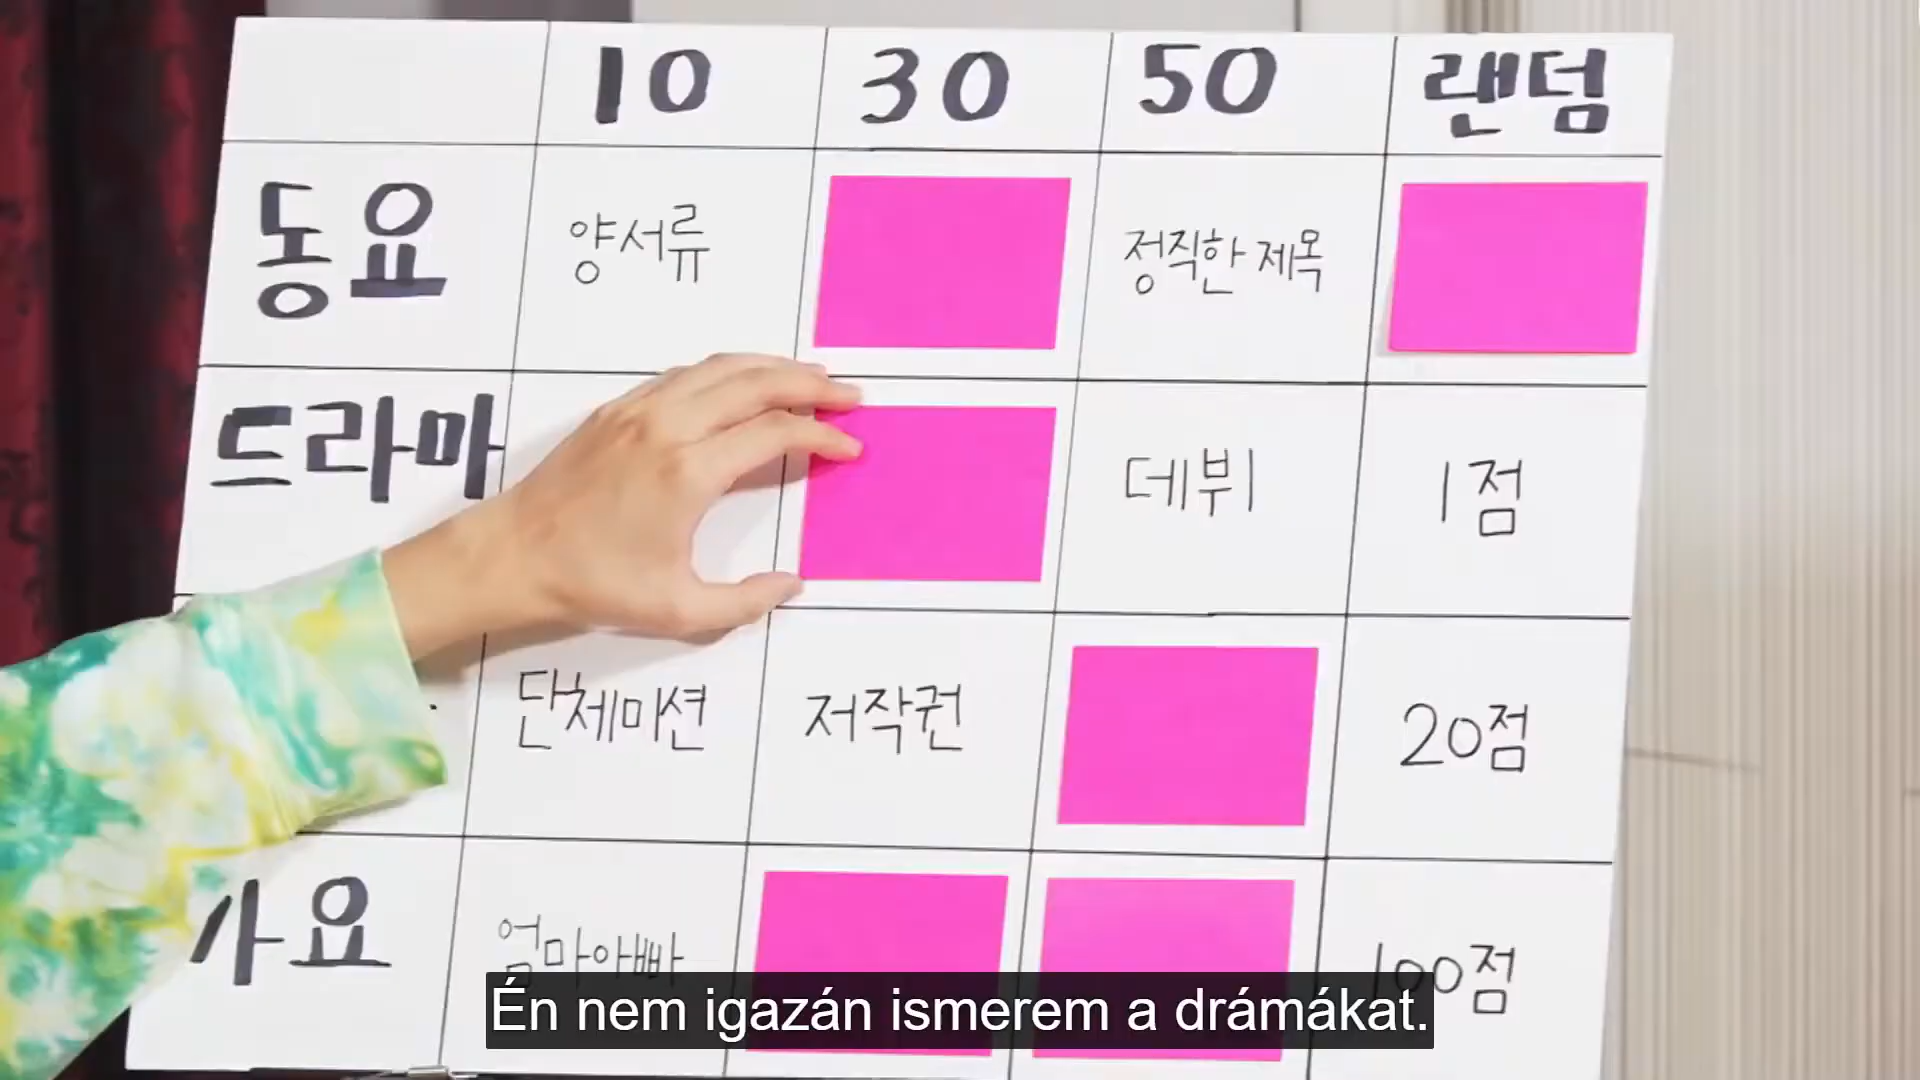 10 30 50 랜덤
동요 양서류 정직한 제목
드라마 데뷔 1점
단체미션 저작권 20점
가요 엄마아빠 100점
Én nem igazán ismerem a drámákat.